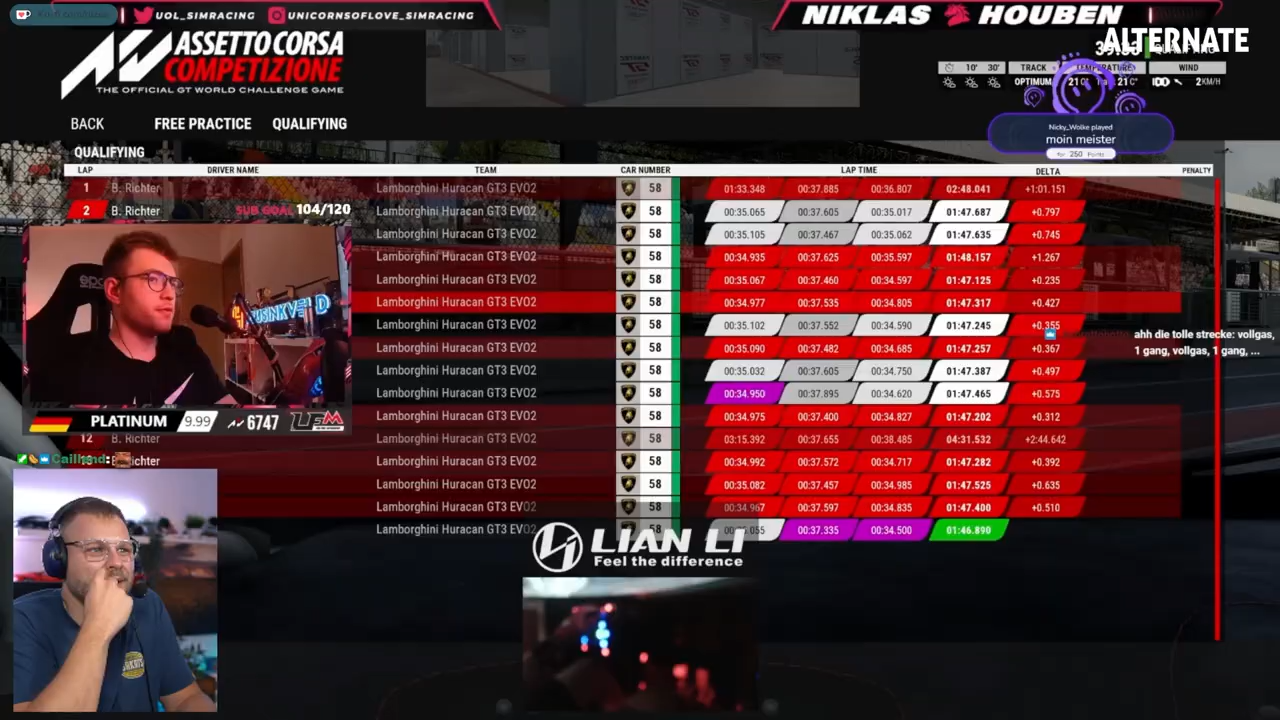 UOL_SIMRACING UNICORNSOFLOVE_SIMRACING
NIKLAS HOUBEN
ALTERNATE
ASSETTO CORSA
COMPETIZIONE
THE OFFICIAL GT WORLD CHALLENGE GAME
10' 30' TRACK TEMPERATURE WIND
OPTIMUM 21 C° 21 C° 2KM/H
Nicky_Wolke played
moin meister
for 250 Points
BACK FREE PRACTICE QUALIFYING
QUALIFYING
LAP DRIVER NAME TEAM CAR NUMBER LAP TIME DELTA PENALTY
1 B. Richter Lamborghini Huracan GT3 EVO2 58 01:33.348 00:37.885 00:36.807 02:48.041 +1:01.151
2 B. Richter SUB GOAL 104/120 Lamborghini Huracan GT3 EVO2 58 00:35.065 00:37.605 00:35.017 01:47.687 +0.797
Lamborghini Huracan GT3 EVO2 58 00:35.105 00:37.467 00:35.062 01:47.635 +0.745
Lamborghini Huracan GT3 EVO2 58 00:34.935 00:37.625 00:35.597 01:48.157 +1.267
Lamborghini Huracan GT3 EVO2 58 00:35.067 00:37.460 00:34.597 01:47.125 +0.235
Lamborghini Huracan GT3 EVO2 58 00:34.977 00:37.535 00:34.805 01:47.317 +0.427
Lamborghini Huracan GT3 EVO2 58 00:35.102 00:37.552 00:34.590 01:47.245 +0.355
ahh die tolle strecke: vollgas,
1 gang, vollgas, 1 gang, ...
Lamborghini Huracan GT3 EVO2 58 00:35.090 00:37.482 00:34.685 01:47.257 +0.367
Lamborghini Huracan GT3 EVO2 58 00:35.032 00:37.605 00:34.750 01:47.387 +0.497
Lamborghini Huracan GT3 EVO2 58 00:34.950 00:37.895 00:34.620 01:47.465 +0.575
Lamborghini Huracan GT3 EVO2 58 00:34.975 00:37.400 00:34.827 01:47.202 +0.312
PLATINUM 9.99 6747 LFM
12 B. Richter Lamborghini Huracan GT3 EVO2 58 03:15.392 00:37.655 00:38.485 04:31.532 +2:44.642
Richter Lamborghini Huracan GT3 EVO2 58 00:34.992 00:37.572 00:34.717 01:47.282 +0.392
Lamborghini Huracan GT3 EVO2 58 00:35.082 00:37.457 00:34.985 01:47.525 +0.635
Lamborghini Huracan GT3 EVO2 58 00:34.967 00:37.597 00:34.835 01:47.400 +0.510
Lamborghini Huracan GT3 EVO2 58 00:37.335 00:34.500 01:46.890
LIAN LI
Feel the difference